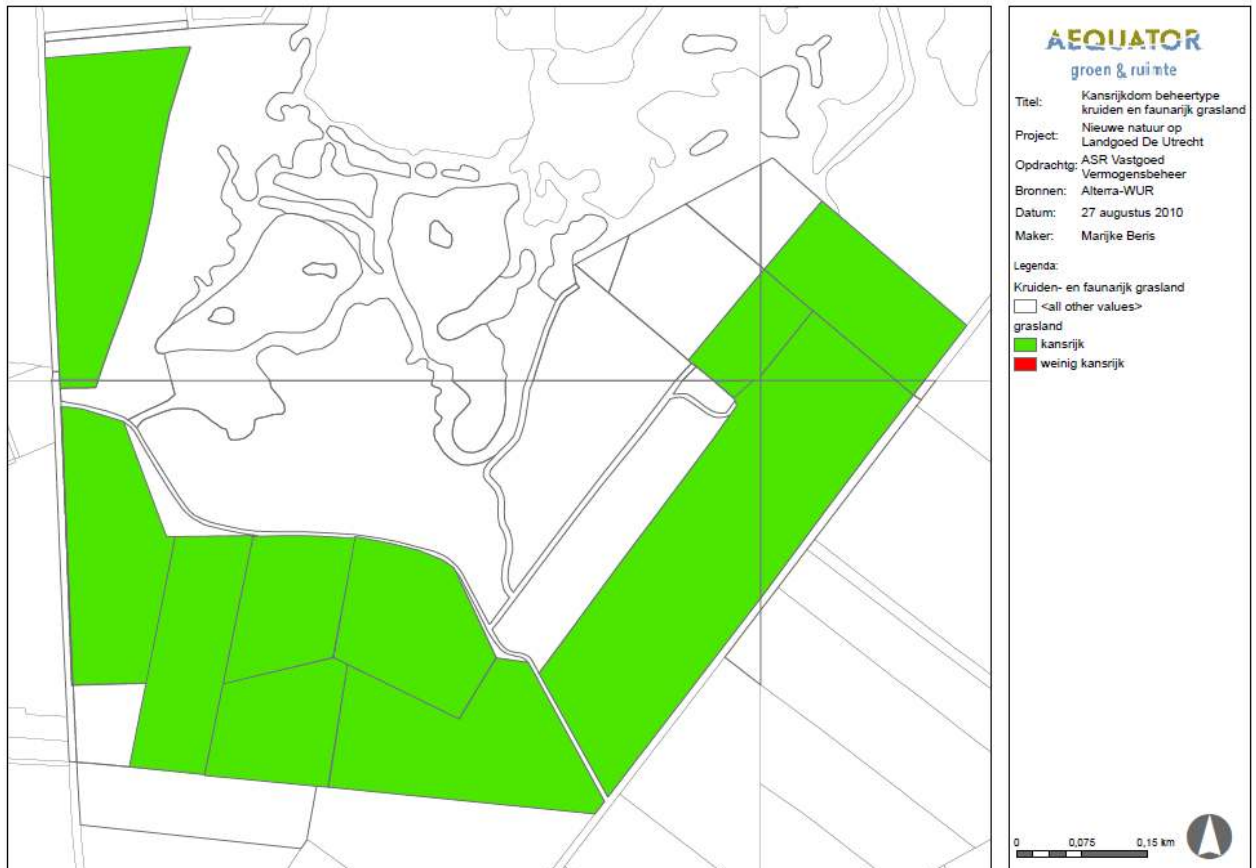 AEQUATOR
groen & ruimte
Titel: Kansrijkdom beheertype
kruiden en faunarijk grasland
Project: Nieuwe natuur op
Landgoed De Utrecht
Opdrachtg: ASR Vastgoed
Vermogensbeheer
Bronnen: Alterra-WUR
Datum: 27 augustus 2010
Maker: Marijke Beris
Legenda:
Kruiden- en faunarijk grasland
<all other values>
grasland
kansrijk
weinig kansrijk
0 0,075 0,15 km